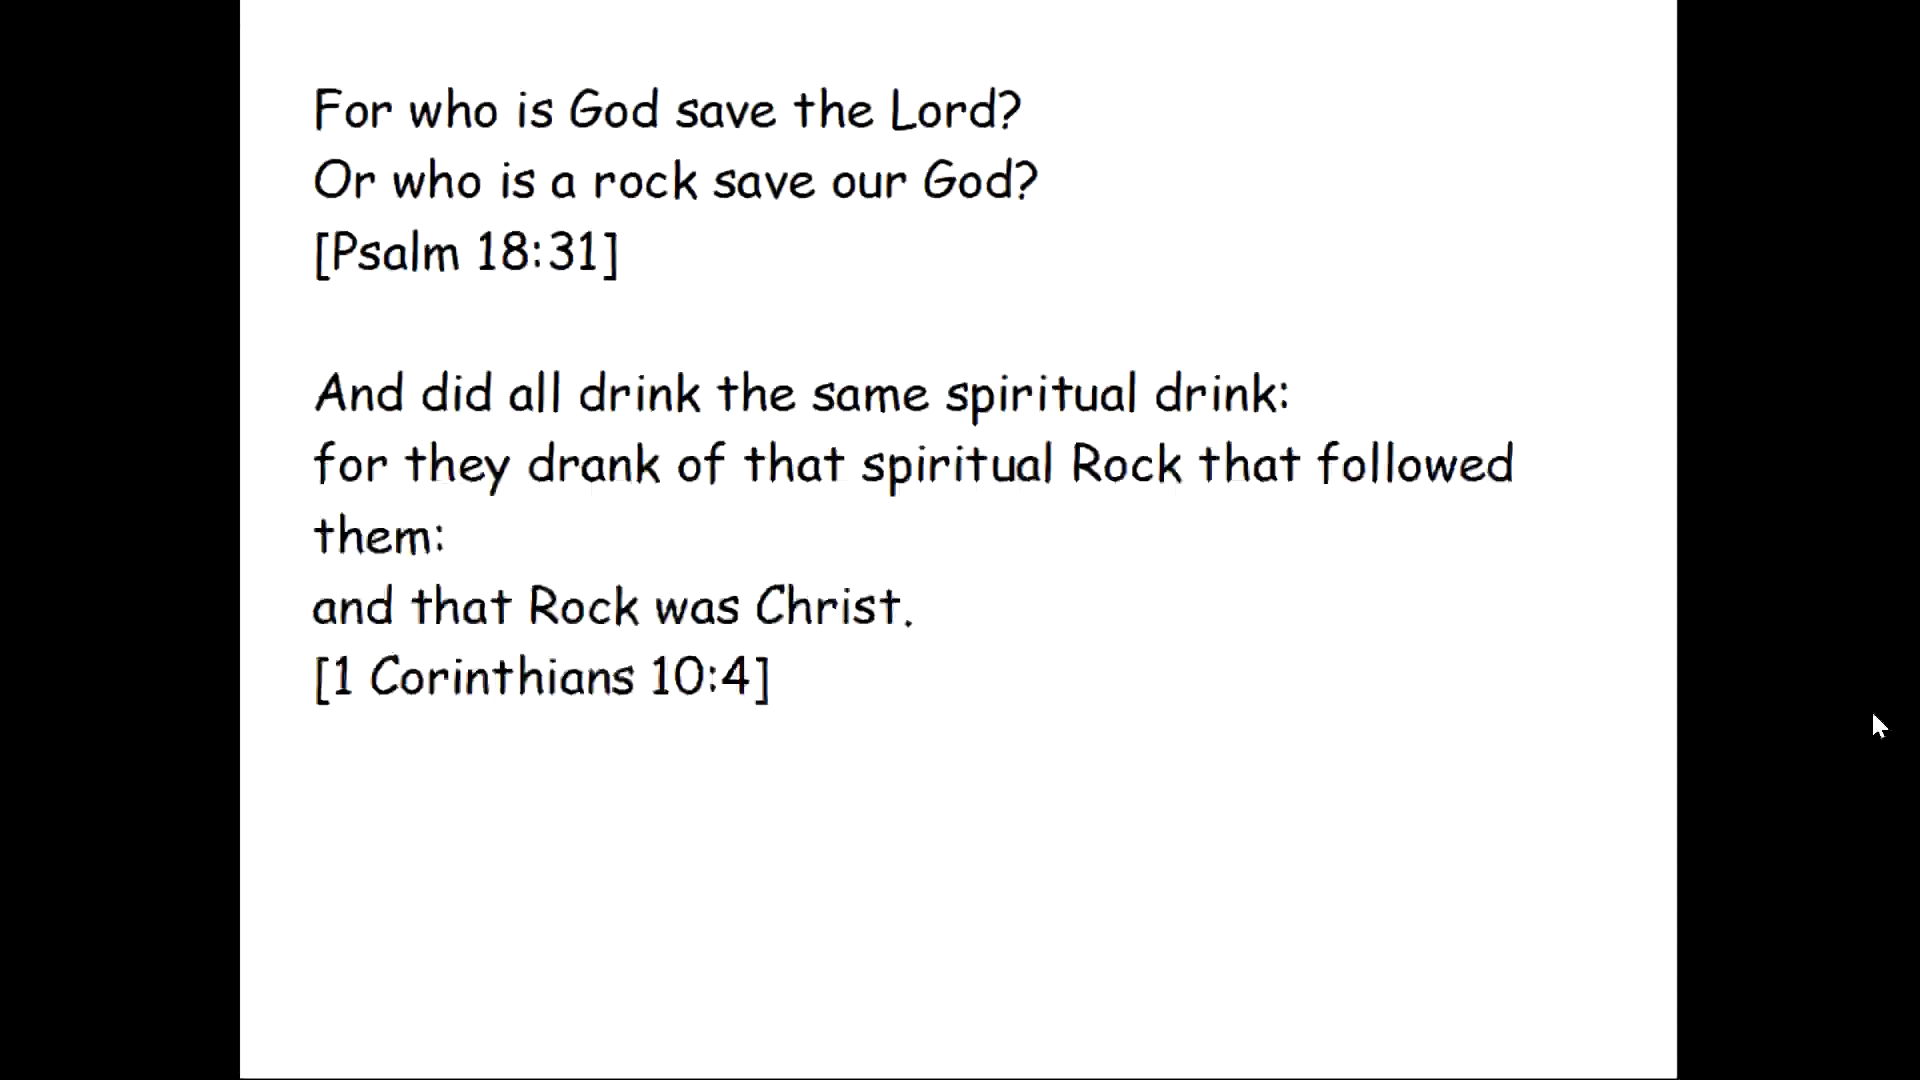 For who is God save the Lord?
Or who is a rock save our God?
[Psalm 18:31]
And did all drink the same spiritual drink:
for they drank of that spiritual Rock that followed
them:
and that Rock was Christ.
[1 Corinthians 10:4]